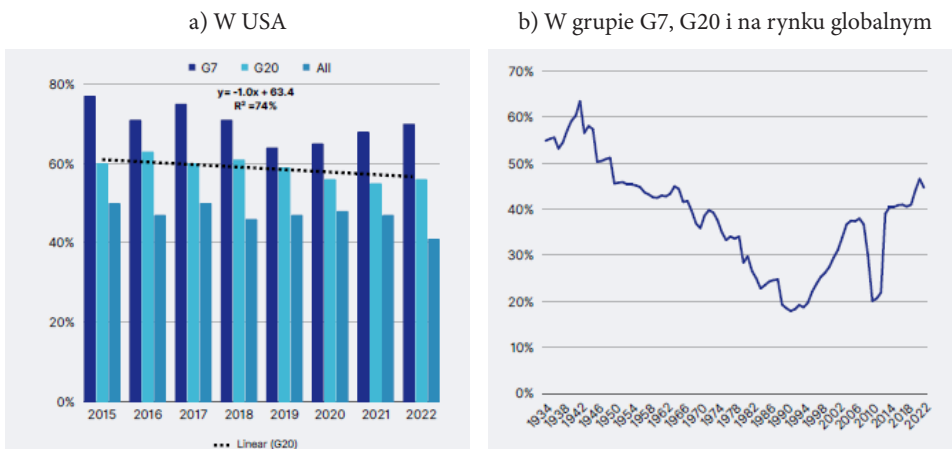 a) W USA
b) W grupie G7, G20 i na rynku globalnym
G7 G20 All
y= -1.0x + 63.4
R² =74%
80%
60%
40%
20%
0%
2015 2016 2017 2018 2019 2020 2021 2022
Linear (G20)
70%
60%
50%
40%
30%
20%
10%
0%
1934 1938 1942 1946 1950 1954 1958 1962 1966 1970 1974 1978 1982 1986 1990 1994 1998 2002 2006 2010 2014 2018 2022